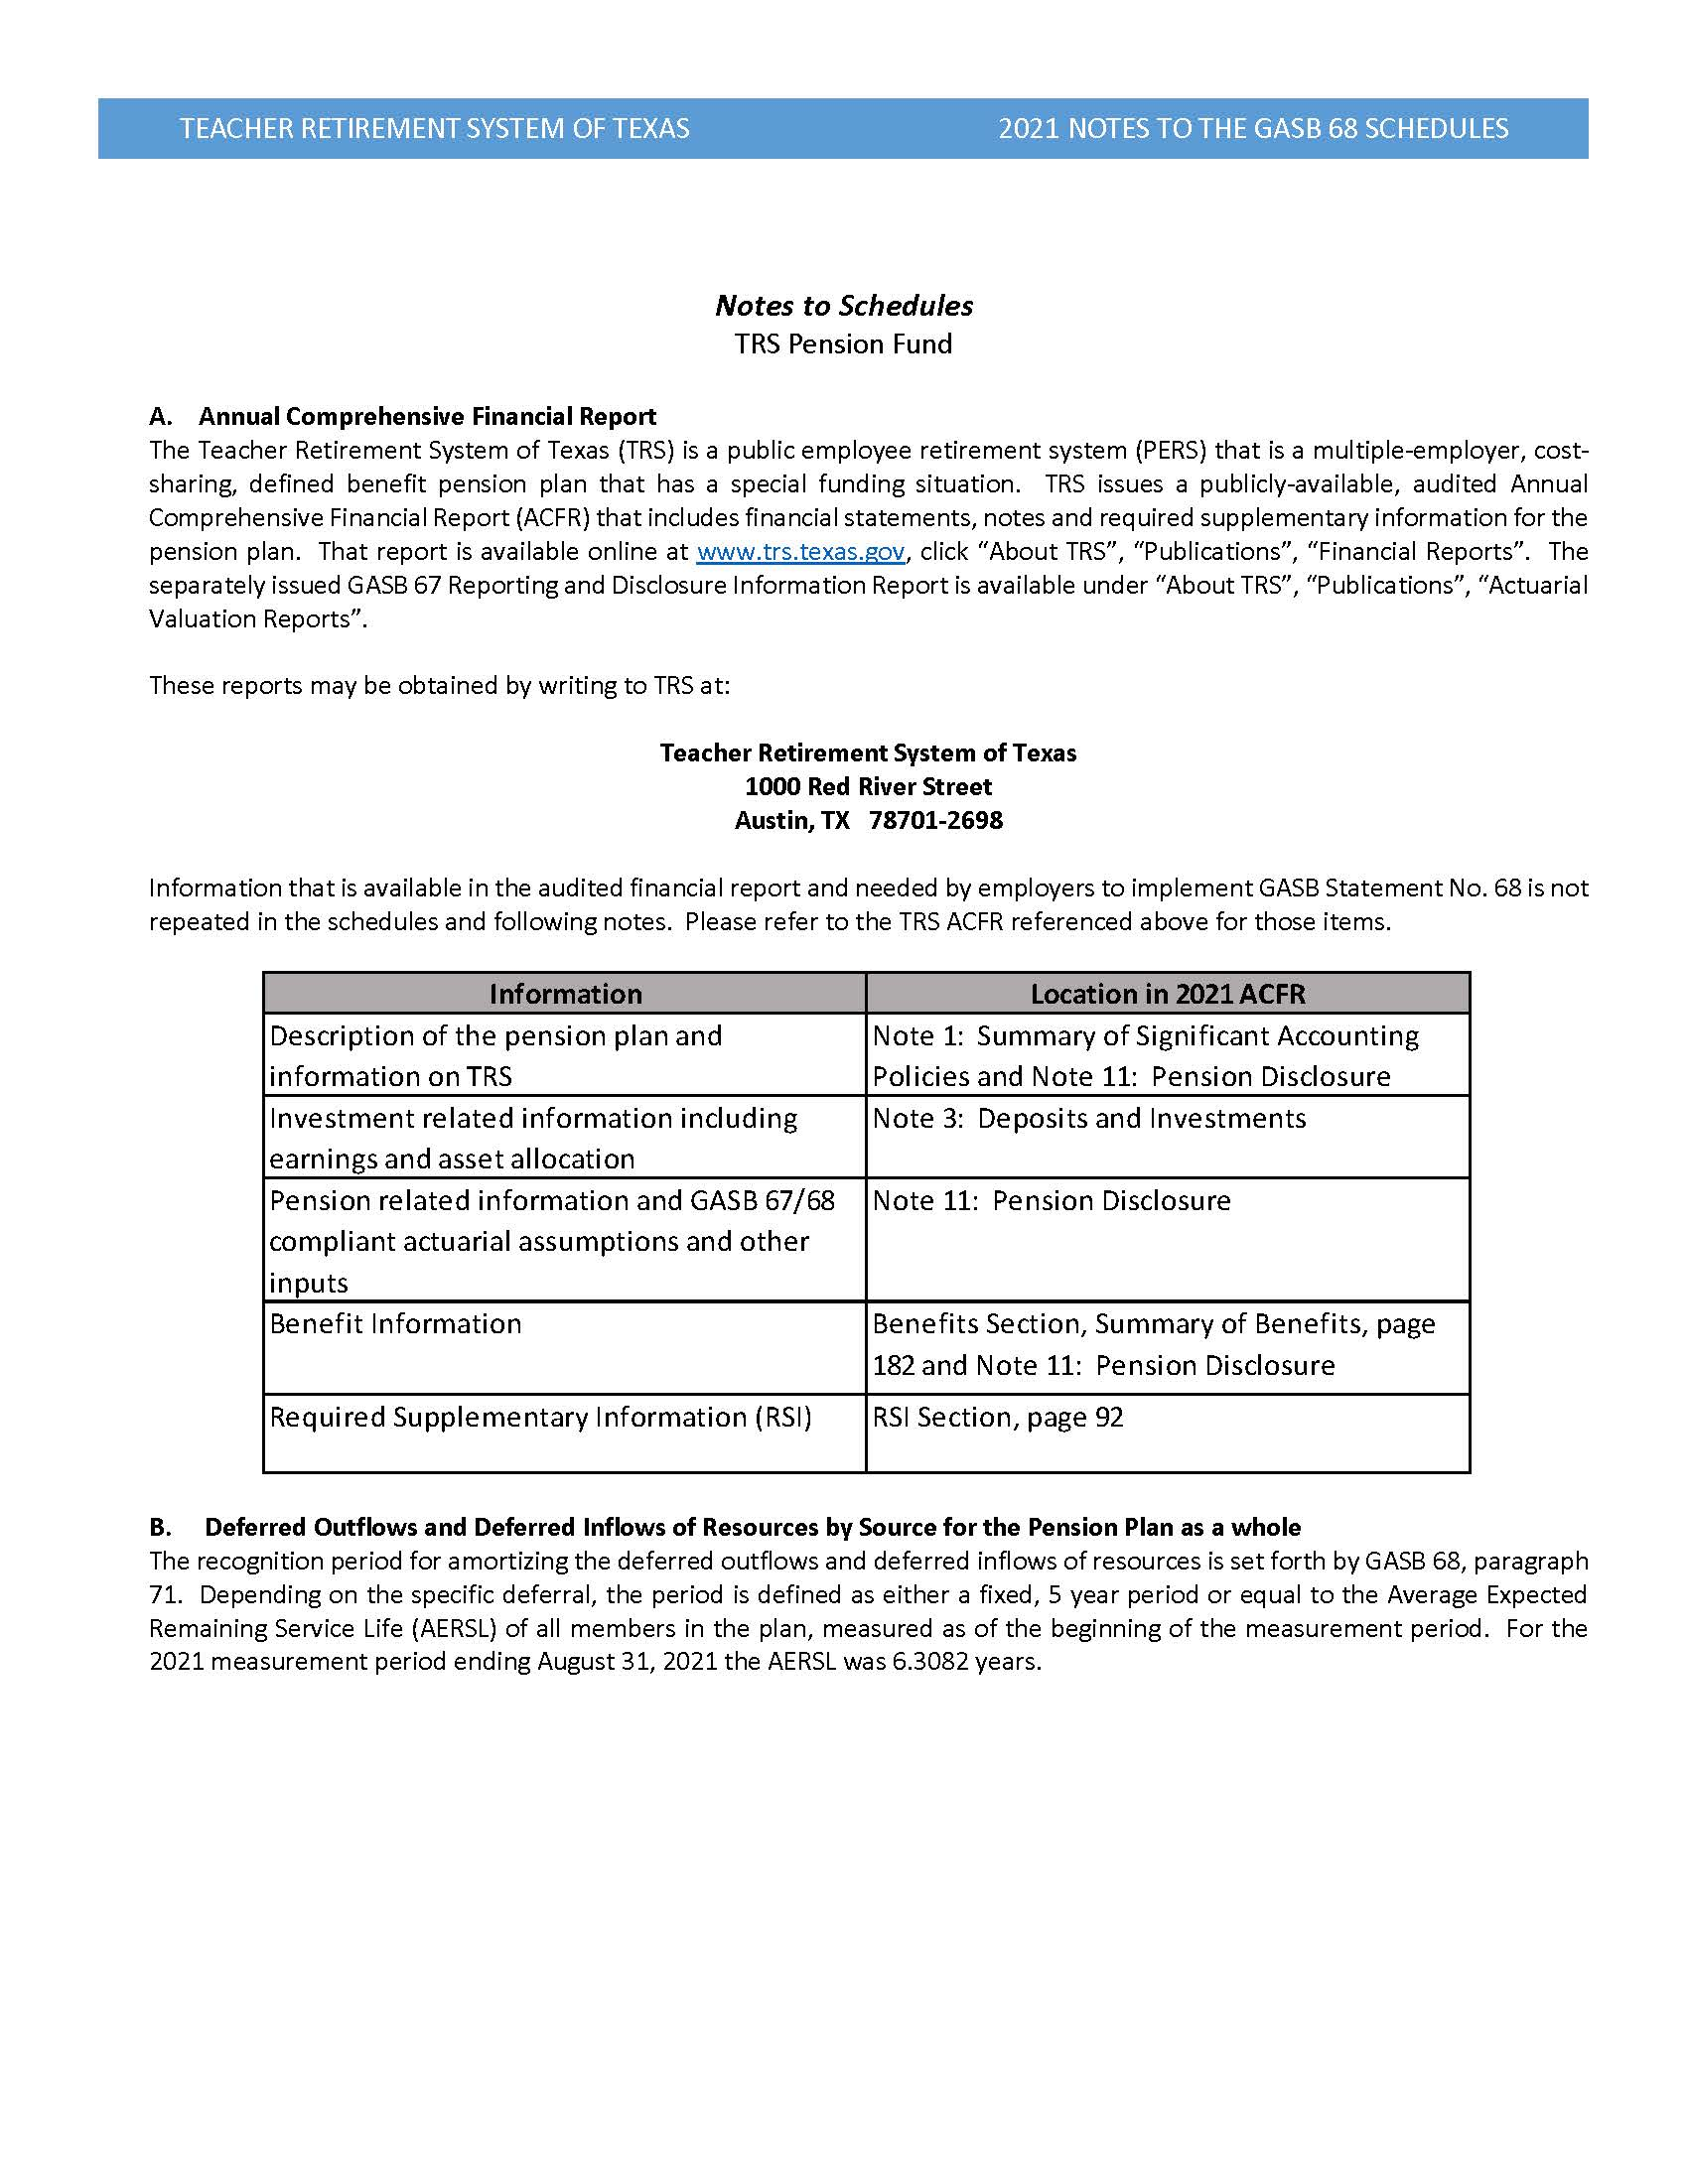 TEACHER RETIREMENT SYSTEM OF TEXAS 2021 NOTES TO THE GASB 68 SCHEDULES
Notes to Schedules
TRS Pension Fund
A. Annual Comprehensive Financial Report
The Teacher Retirement System of Texas (TRS) is a public employee retirement system (PERS) that is a multiple-employer, cost-
sharing, defined benefit pension plan that has a special funding situation. TRS issues a publicly-available, audited Annual
Comprehensive Financial Report (ACFR) that includes financial statements, notes and required supplementary information for the
pension plan. That report is available online at www.trs.texas.gov, click “About TRS”, “Publications”, “Financial Reports”. The
separately issued GASB 67 Reporting and Disclosure Information Report is available under “About TRS”, “Publications”, “Actuarial
Valuation Reports”.
These reports may be obtained by writing to TRS at:
Teacher Retirement System of Texas
1000 Red River Street
Austin, TX 78701-2698
Information that is available in the audited financial report and needed by employers to implement GASB Statement No. 68 is not
repeated in the schedules and following notes. Please refer to the TRS ACFR referenced above for those items.
Information
Location in 2021 ACFR
Description of the pension plan and
information on TRS
Note 1: Summary of Significant Accounting
Policies and Note 11: Pension Disclosure
Investment related information including
earnings and asset allocation
Note 3: Deposits and Investments
Pension related information and GASB 67/68
compliant actuarial assumptions and other
inputs
Note 11: Pension Disclosure
Benefit Information
Benefits Section, Summary of Benefits, page
182 and Note 11: Pension Disclosure
Required Supplementary Information (RSI)
RSI Section, page 92
B. Deferred Outflows and Deferred Inflows of Resources by Source for the Pension Plan as a whole
The recognition period for amortizing the deferred outflows and deferred inflows of resources is set forth by GASB 68, paragraph
71. Depending on the specific deferral, the period is defined as either a fixed, 5 year period or equal to the Average Expected
Remaining Service Life (AERSL) of all members in the plan, measured as of the beginning of the measurement period. For the
2021 measurement period ending August 31, 2021 the AERSL was 6.3082 years.